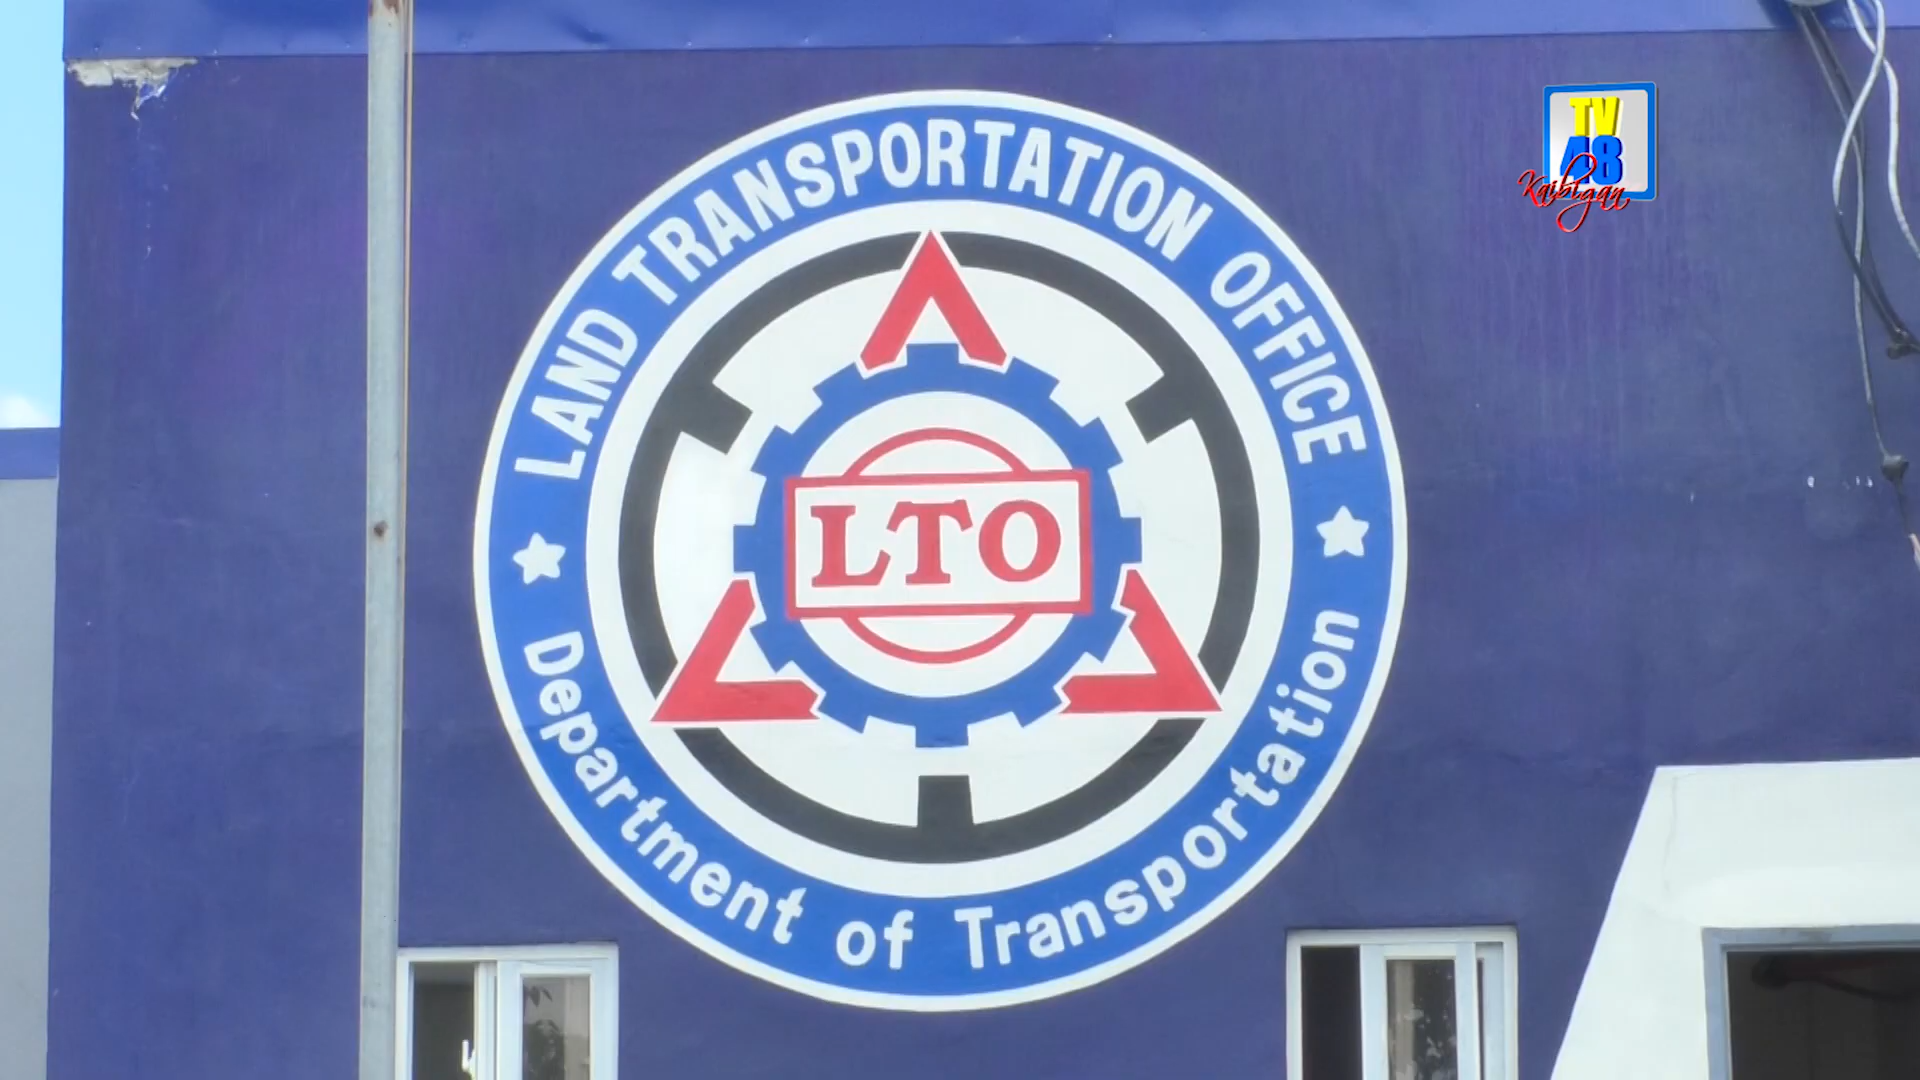 TV
48
Kaibigan
LAND TRANSPORTATION OFFICE
LTO
Department of Transportation